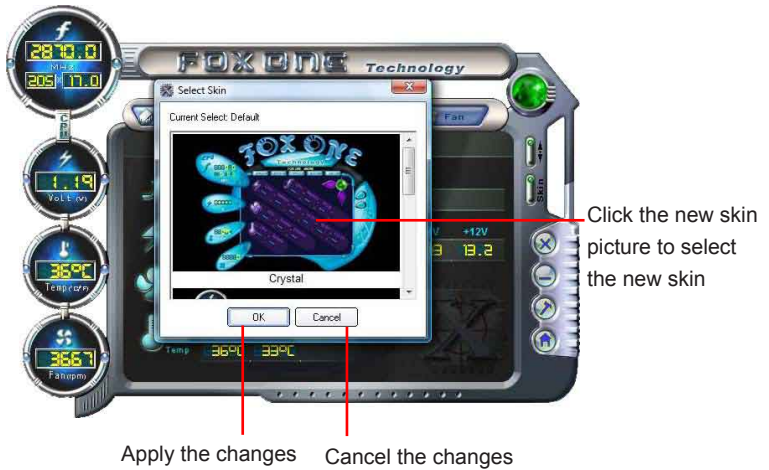 f
2870.0
MHZ
205 X 17.0
CPU
1.19
Volt (V)
36°C
Temp(℃/℉)
3667
Fan(rpm)
FOX ONE Technology
Select Skin
Current Select: Default
FOX ONE
Technology
Crystal
OK
Cancel
Fan
Skin
+12V
13.2
Temp 36°C 33°C
Click the new skin
picture to select
the new skin
Apply the changes
Cancel the changes